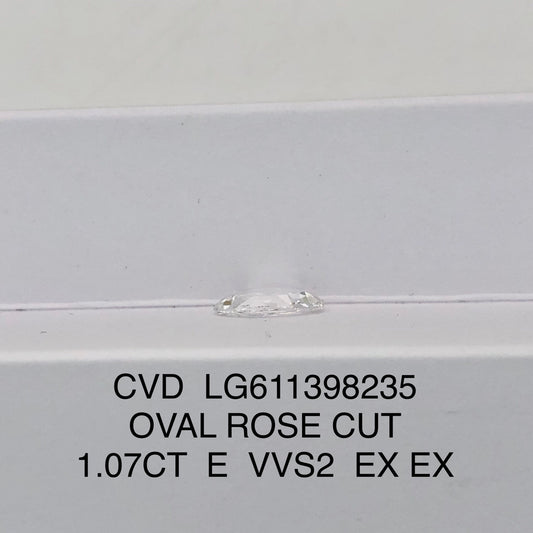 CVD LG611398235
OVAL ROSE CUT
1.07CT E VVS2 EX EX